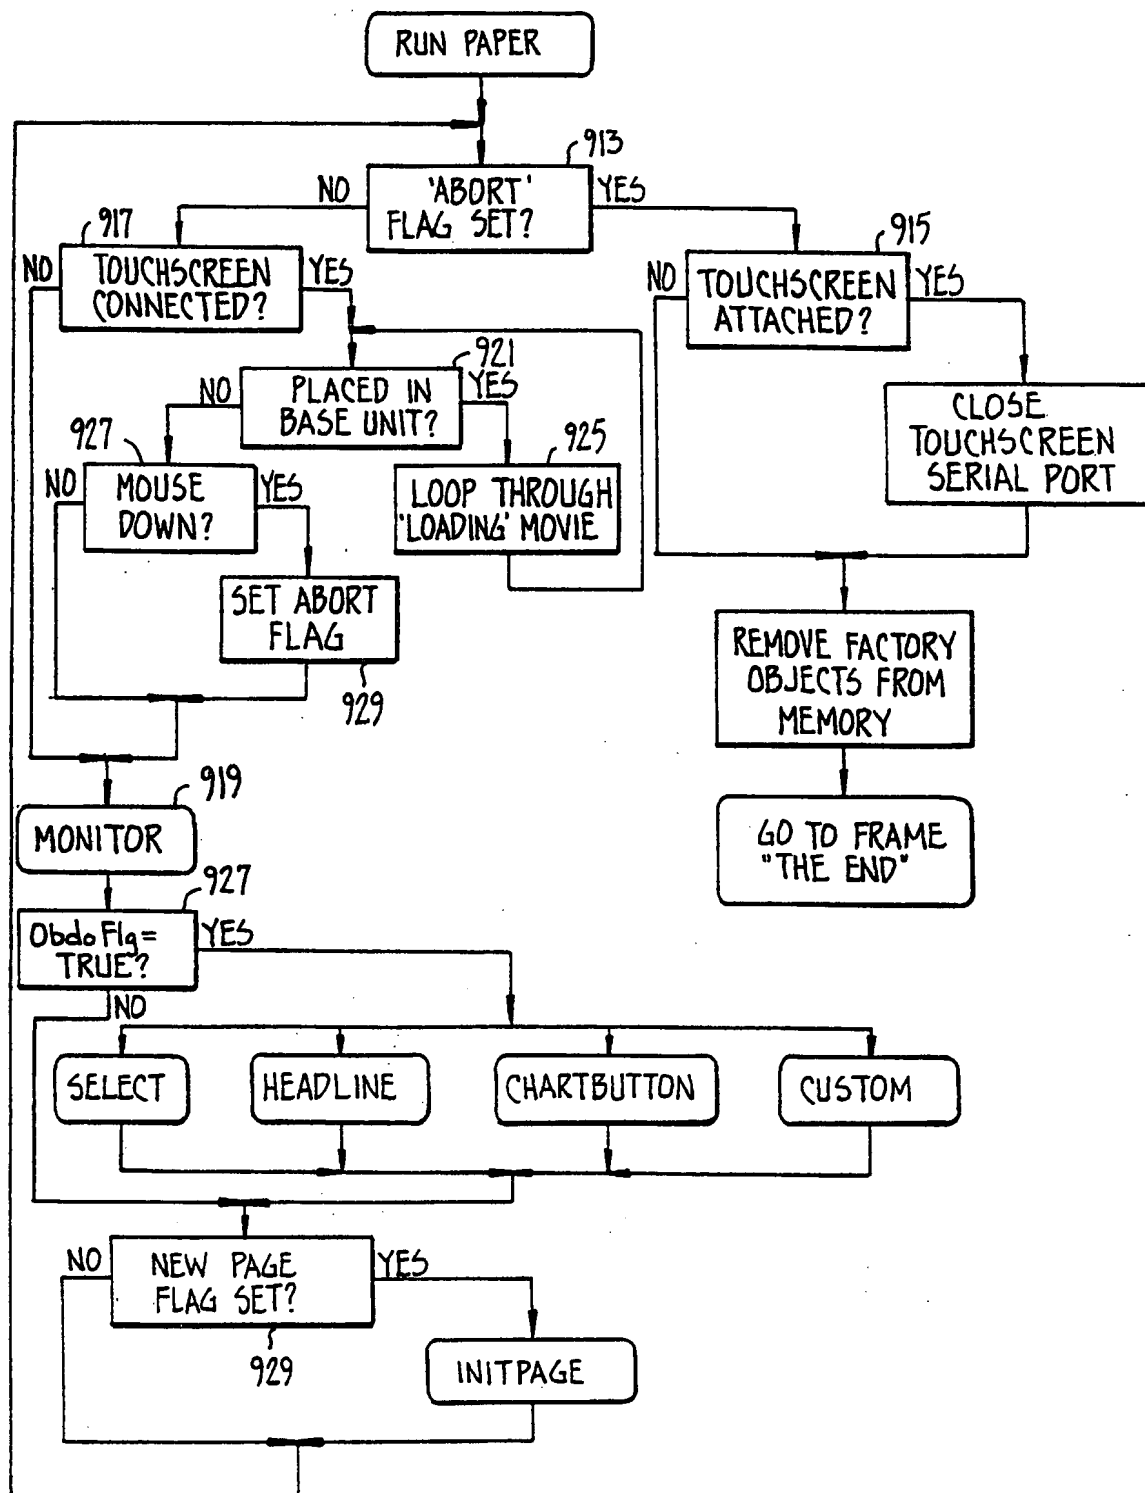 RUN PAPER
913
'ABORT'
FLAG SET?
NO
YES
917
TOUCHSCREEN
CONNECTED?
NO
YES
915
TOUCHSCREEN
ATTACHED?
NO
YES
921
PLACED IN
BASE UNIT?
NO
YES
CLOSE
TOUCHSCREEN
SERIAL PORT
927
MOUSE
DOWN?
NO
YES
925
LOOP THROUGH
'LOADING' MOVIE
SET ABORT
FLAG
929
REMOVE FACTORY
OBJECTS FROM
MEMORY
919
MONITOR
GO TO FRAME
"THE END"
927
ObdoFlg=
TRUE?
YES
NO
SELECT
HEADLINE
CHARTBUTTON
CUSTOM
NEW PAGE
FLAG SET?
NO
YES
929
INITPAGE